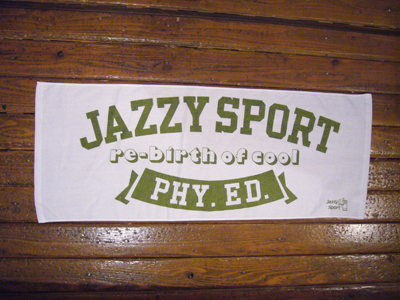 JAZZY SPORT
re-birth of cool
PHY. ED.